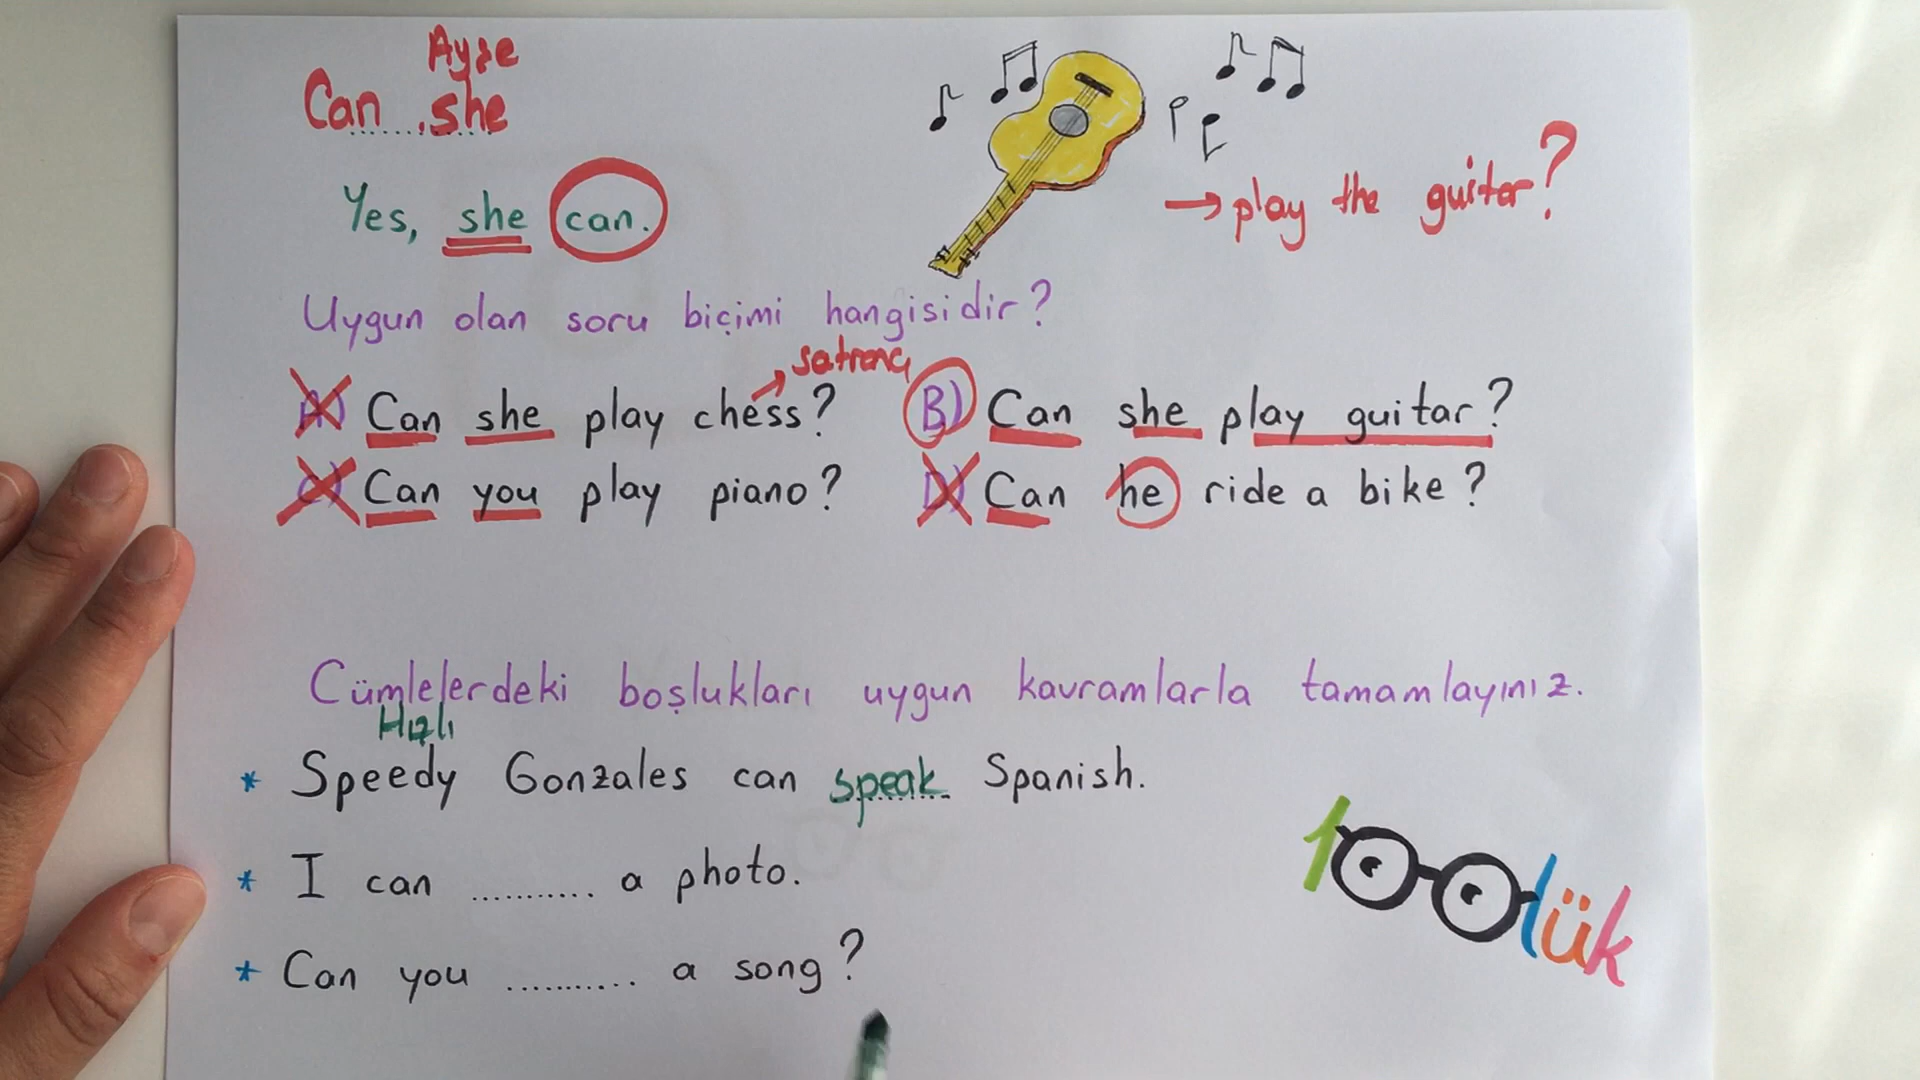 Ayşe
Can she
Yes, she can.
→ play the guitar?
Uygun olan soru biçimi hangisidir?
satranç
A) Can she play chess? B) Can she play guitar?
C) Can you play piano? D) Can he ride a bike?
Cümlelerdeki boşlukları uygun kavramlarla tamamlayınız.
Hızlı
* Speedy Gonzales can speak Spanish.
* I can .......... a photo.
* Can you .......... a song?
100lük